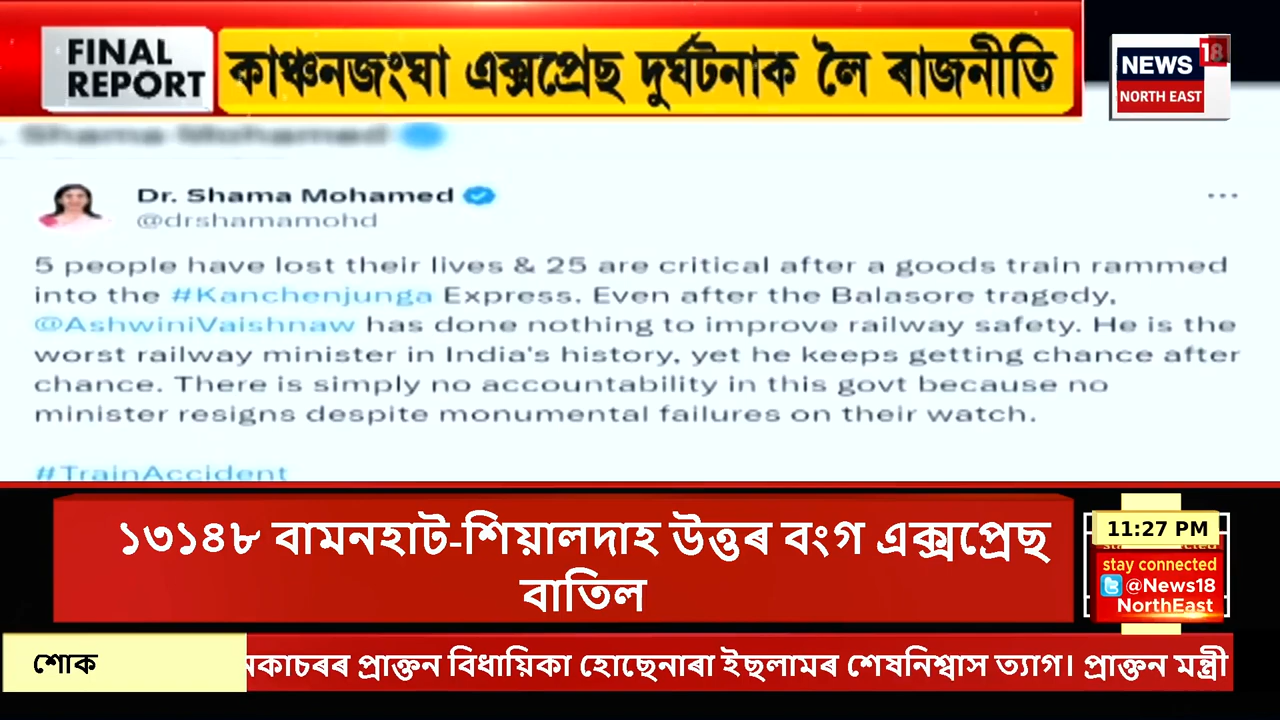 FINAL
REPORT
কাঞ্চনজংঘা এক্সপ্ৰেছ দুৰ্ঘটনাক লৈ ৰাজনীতি
NEWS 18
NORTH EAST
Shama Mohamed
Dr. Shama Mohamed
@drshamamohd
5 people have lost their lives & 25 are critical after a goods train rammed
into the #Kanchenjunga Express. Even after the Balasore tragedy,
@AshwiniVaishnaw has done nothing to improve railway safety. He is the
worst railway minister in India's history, yet he keeps getting chance after
chance. There is simply no accountability in this govt because no
minister resigns despite monumental failures on their watch.
#TrainAccident
১৩১৪৮ বামনহাট-শিয়ালদাহ উত্তৰ বংগ এক্সপ্ৰেছ
বাতিল
11:27 PM
stay connected
@News18
NorthEast
শোক
নকাচৰৰ প্ৰাক্তন বিধায়িকা হোছেনাৰা ইছলামৰ শেষনিশ্বাস ত্যাগ। প্ৰাক্তন মন্ত্ৰী